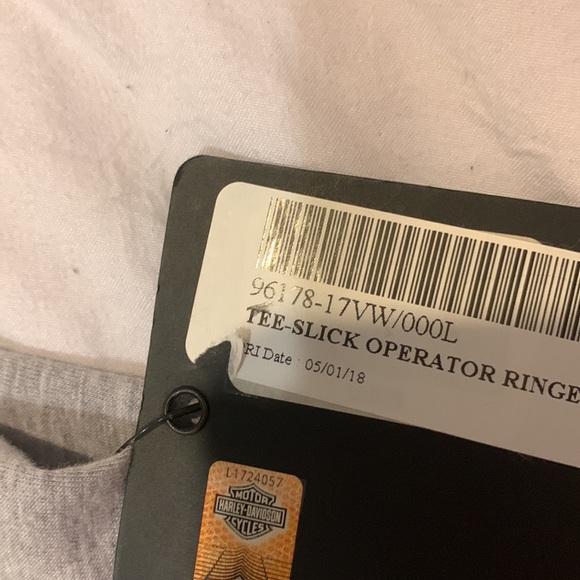 96178-17VW/000L
TEE-SLICK OPERATOR RINGE
RI Date : 05/01/18
L1724057
MOTOR
HARLEY-DAVIDSON
CYCLES